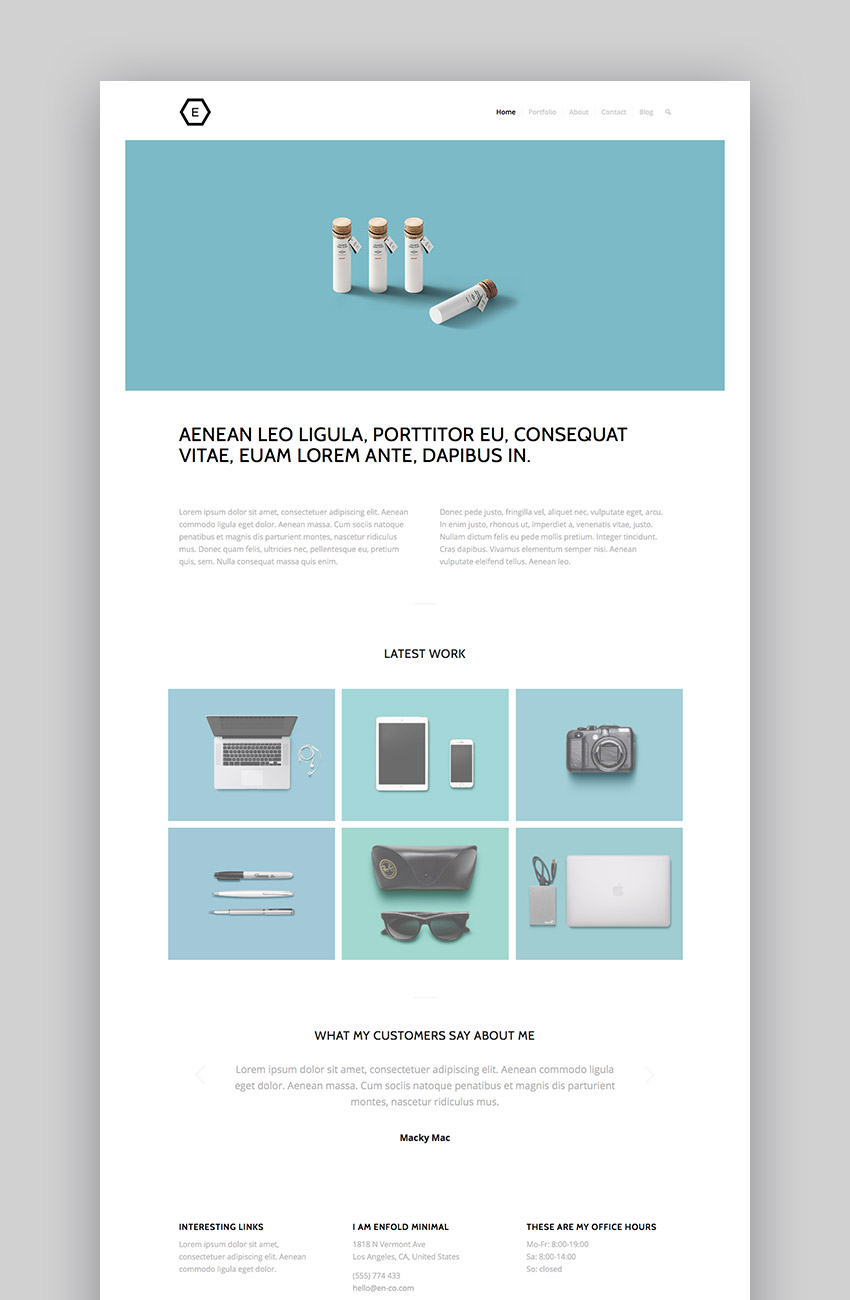 E
Home Portfolio About Contact Blog
AENEAN LEO LIGULA, PORTTITOR EU, CONSEQUAT
VITAE, EUAM LOREM ANTE, DAPIBUS IN.
Lorem ipsum dolor sit amet, consectetuer adipiscing elit. Aenean
commodo ligula eget dolor. Aenean massa. Cum sociis natoque
penatibus et magnis dis parturient montes, nascetur ridiculus
mus. Donec quam felis, ultricies nec, pellentesque eu, pretium
quis, sem. Nulla consequat massa quis enim.
Donec pede justo, fringilla vel, aliquet nec, vulputate eget, arcu.
In enim justo, rhoncus ut, imperdiet a, venenatis vitae, justo.
Nullam dictum felis eu pede mollis pretium. Integer tincidunt.
Cras dapibus. Vivamus elementum semper nisi. Aenean
vulputate eleifend tellus. Aenean leo.
LATEST WORK
WHAT MY CUSTOMERS SAY ABOUT ME
Lorem ipsum dolor sit amet, consectetuer adipiscing elit. Aenean commodo ligula
eget dolor. Aenean massa. Cum sociis natoque penatibus et magnis dis parturient
montes, nascetur ridiculus mus.
Macky Mac
INTERESTING LINKS
Lorem ipsum dolor sit amet,
consectetuer adipiscing elit. Aenean
commodo ligula eget dolor.
I AM ENFOLD MINIMAL
1818 N Vermont Ave
Los Angeles, CA, United States
(555) 774 433
hello@en-co.com
THESE ARE MY OFFICE HOURS
Mo-Fr: 8:00-19:00
Sa: 8:00-14:00
So: closed